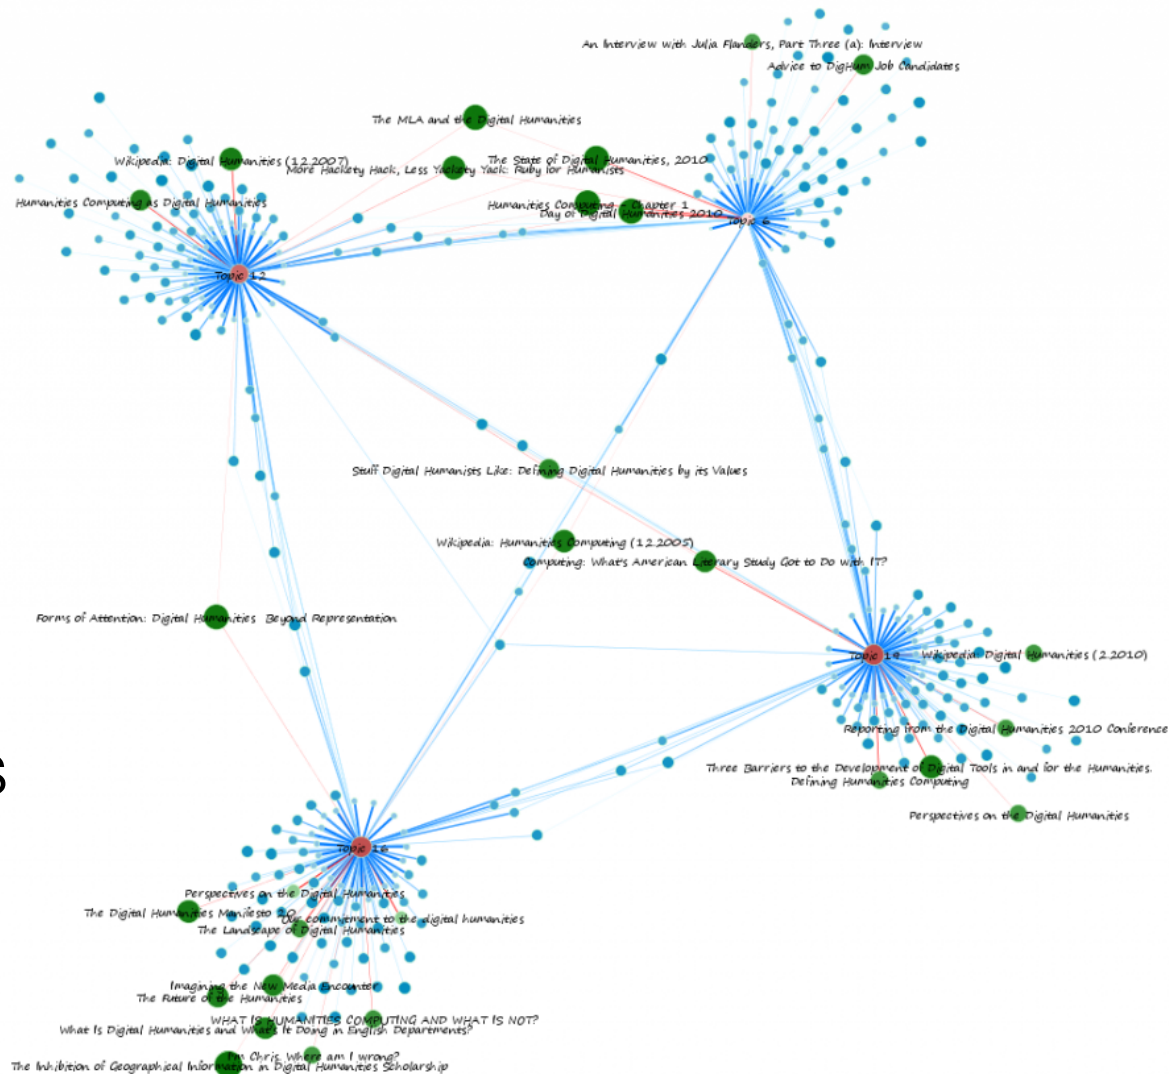 An Interview with Julia Flanders, Part Three (a): Interview
Advice to DigHum Job Candidates
The MLA and the Digital Humanities
Wikipedia: Digital Humanities (12.2007)
The State of Digital Humanities, 2010
More Hackety Hack, Less Yackety Yack: Ruby for Humanists
Humanities Computing as Digital Humanities
Humanities Computing - Chapter 1
Day of Digital Humanities 2010
Topic 6
Topic 12
Stuff Digital Humanists Like: Defining Digital Humanities by its Values
Wikipedia: Humanities Computing (12.2005)
Computing: What's American Literary Study Got to Do with IT?
Forms of Attention: Digital Humanities Beyond Representation
Topic 19
Wikipedia: Digital Humanities (2.2010)
Reporting from the Digital Humanities 2010 Conference
s
Three Barriers to the Development of Digital Tools in and for the Humanities.
Defining Humanities Computing
Perspectives on the Digital Humanities
Topic 16
Perspectives on the Digital Humanities
The Digital Humanities Manifesto 2.0
Our commitment to the digital humanities
The Landscape of Digital Humanities
Imagining the New Media Encounter
The Future of the Humanities
WHAT IS HUMANITIES COMPUTING AND WHAT IS NOT?
What Is Digital Humanities and What's It Doing in English Departments?
I'm Chris. Where am I wrong?
The Inhibition of Geographical Information in Digital Humanities Scholarship